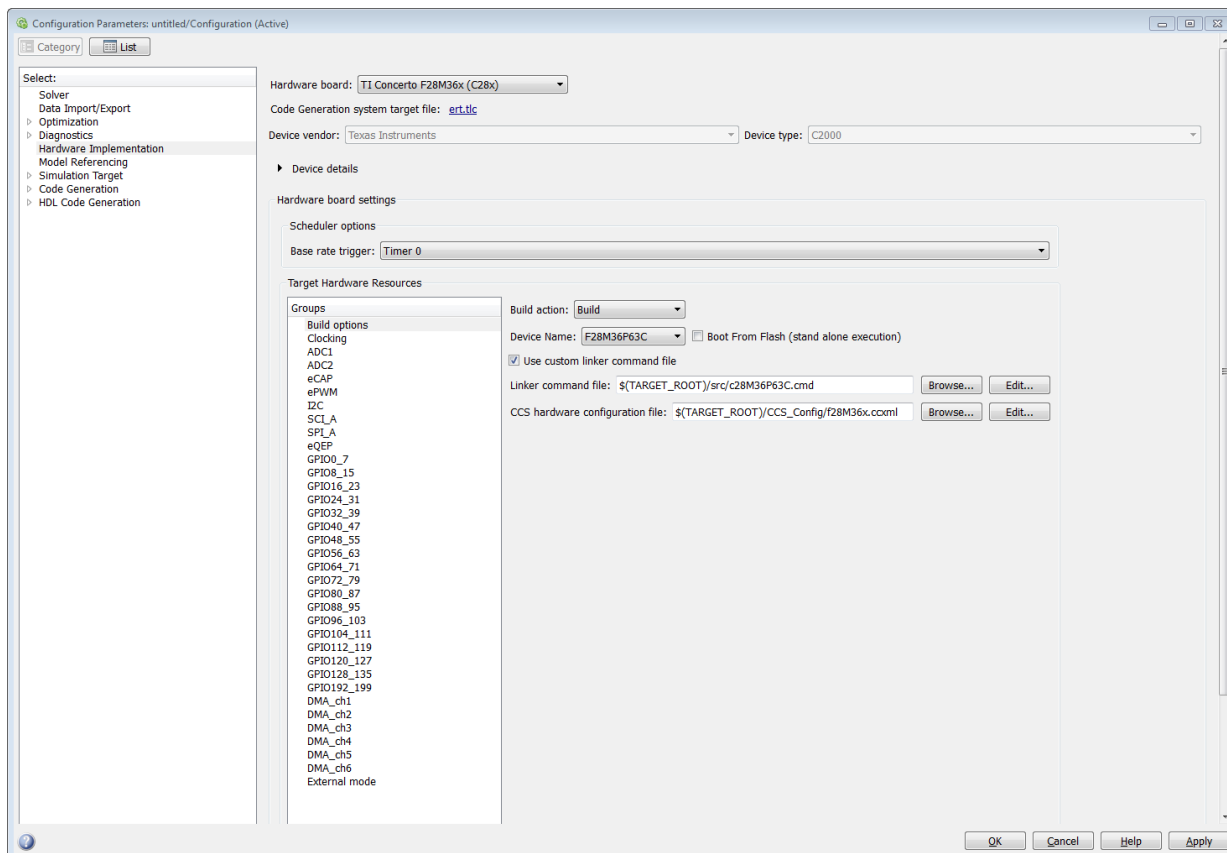 Configuration Parameters: untitled/Configuration (Active)
Category
List
Select:
Solver
Data Import/Export
Optimization
Diagnostics
Hardware Implementation
Model Referencing
Simulation Target
Code Generation
HDL Code Generation
Hardware board: TI Concerto F28M36x (C28x)
Code Generation system target file: ert.tlc
Device vendor: Texas Instruments Device type: C2000
Device details
Hardware board settings
Scheduler options
Base rate trigger: Timer 0
Target Hardware Resources
Groups
Build options
Clocking
ADC1
ADC2
eCAP
ePWM
I2C
SCI_A
SPI_A
eQEP
GPIO0_7
GPIO8_15
GPIO16_23
GPIO24_31
GPIO32_39
GPIO40_47
GPIO48_55
GPIO56_63
GPIO64_71
GPIO72_79
GPIO80_87
GPIO88_95
GPIO96_103
GPIO104_111
GPIO112_119
GPIO120_127
GPIO128_135
GPIO192_199
DMA_ch1
DMA_ch2
DMA_ch3
DMA_ch4
DMA_ch5
DMA_ch6
External mode
Build action: Build
Device Name: F28M36P63C Boot From Flash (stand alone execution)
Use custom linker command file
Linker command file: $(TARGET_ROOT)/src/c28M36P63C.cmd Browse... Edit...
CCS hardware configuration file: $(TARGET_ROOT)/CCS_Config/f28M36x.ccxml Browse... Edit...
OK Cancel Help Apply